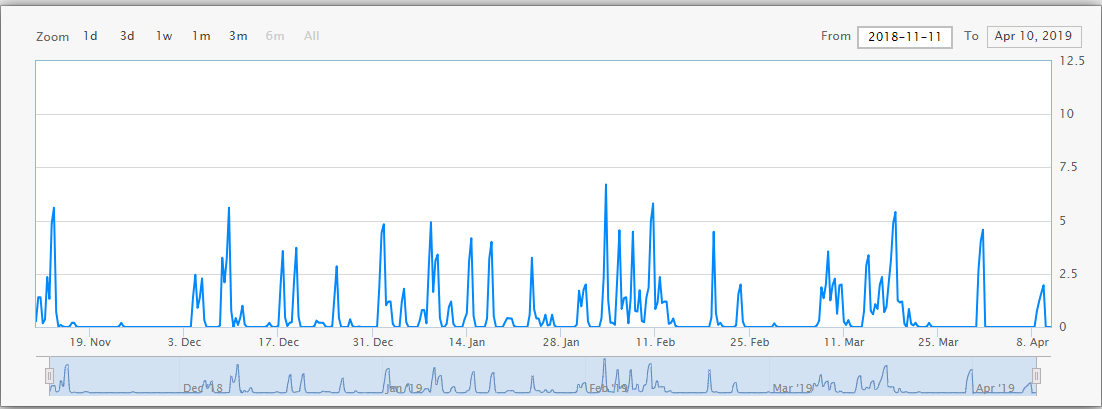 Zoom 1d 3d 1w 1m 3m 6m All From 2018-11-11 To Apr 10, 2019
12.5
10
7.5
5
2.5
0
19. Nov 3. Dec 17. Dec 31. Dec 14. Jan 28. Jan 11. Feb 25. Feb 11. Mar 25. Mar 8. Apr
Dec '18 Jan '19 Feb '19 Mar '19 Apr '19